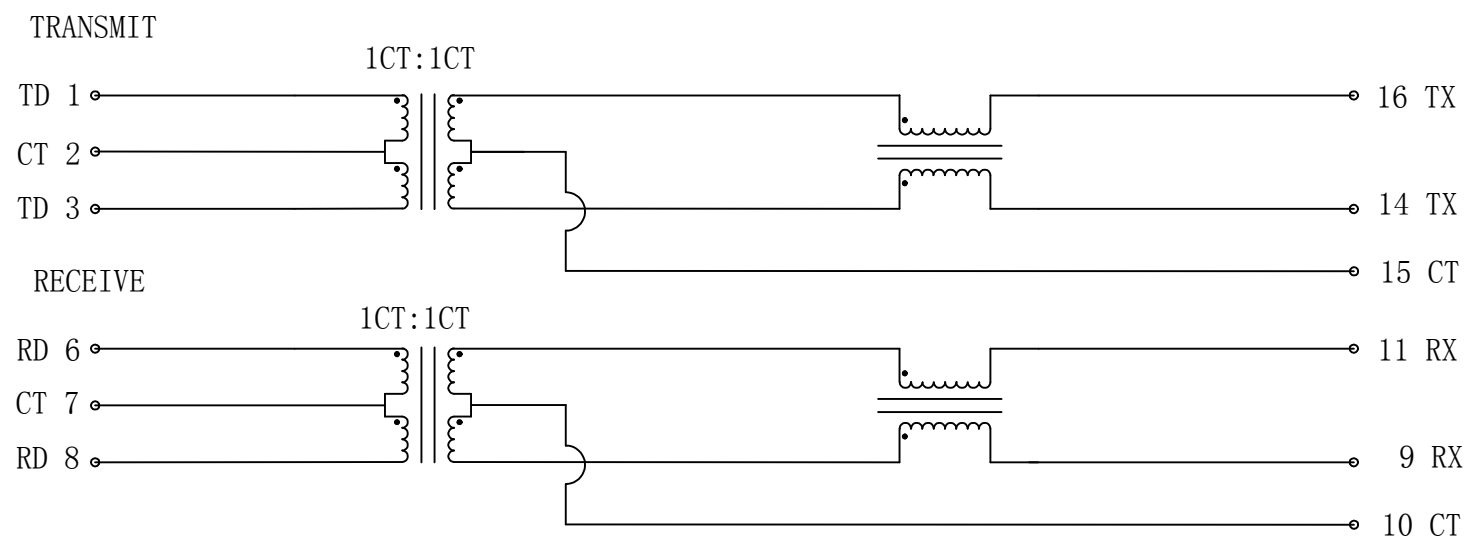 TRANSMIT
1CT:1CT
TD 1
16 TX
CT 2
TD 3
14 TX
15 CT
RECEIVE
1CT:1CT
RD 6
11 RX
CT 7
RD 8
9 RX
10 CT